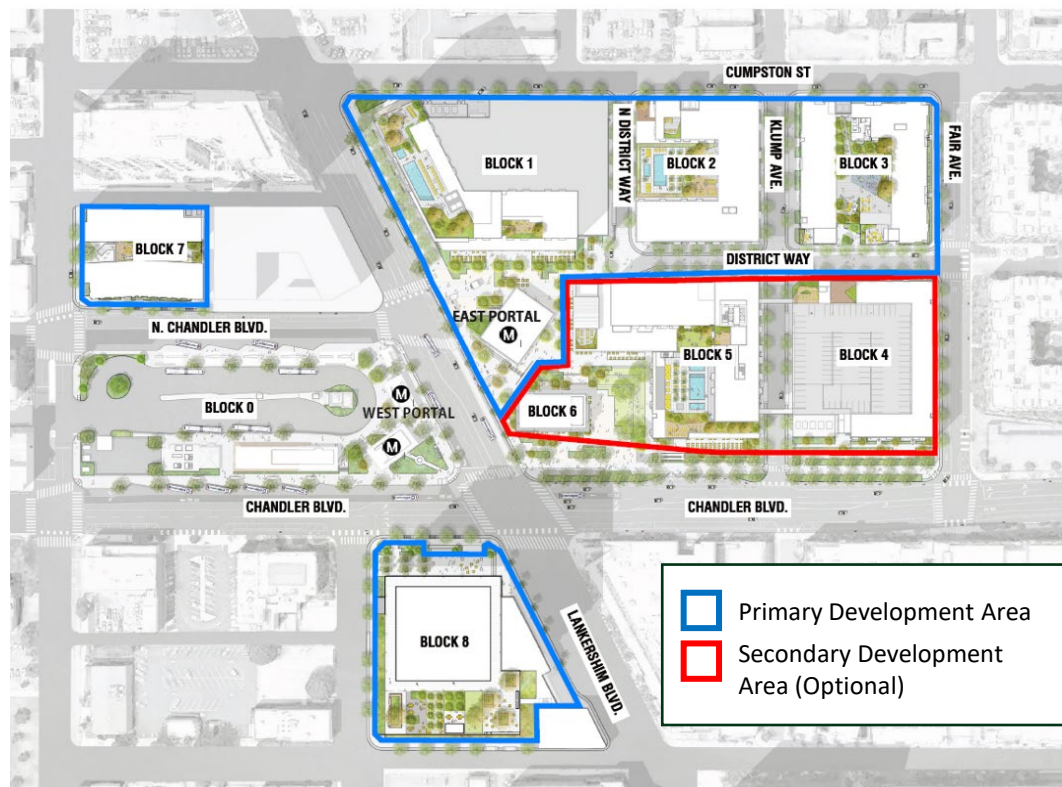 CUMPSTON ST
BLOCK 1
N DISTRICT WAY
BLOCK 2
KLUMP AVE.
BLOCK 3
FAIR AVE.
BLOCK 7
DISTRICT WAY
EAST PORTAL
M
N. CHANDLER BLVD.
BLOCK 5
BLOCK 4
M
BLOCK 0
WEST PORTAL
BLOCK 6
M
CHANDLER BLVD.
CHANDLER BLVD.
BLOCK 8
LANKERSHIM BLVD.
Primary Development Area
Secondary Development
Area (Optional)